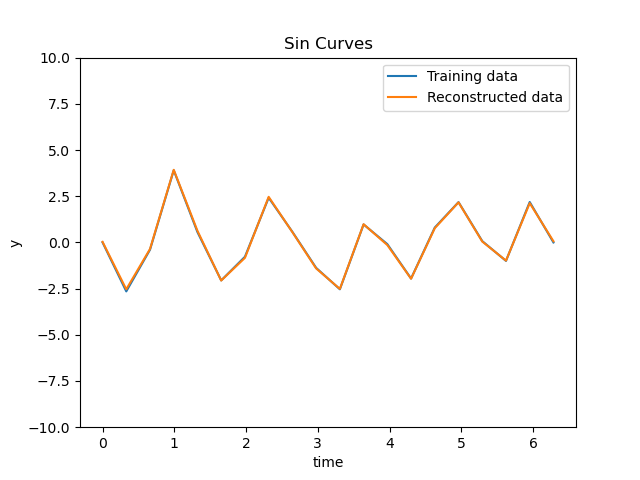 Sin Curves
Training data
Reconstructed data
10.0
7.5
5.0
2.5
0.0
−2.5
−5.0
−7.5
−10.0
y
0 1 2 3 4 5 6
time